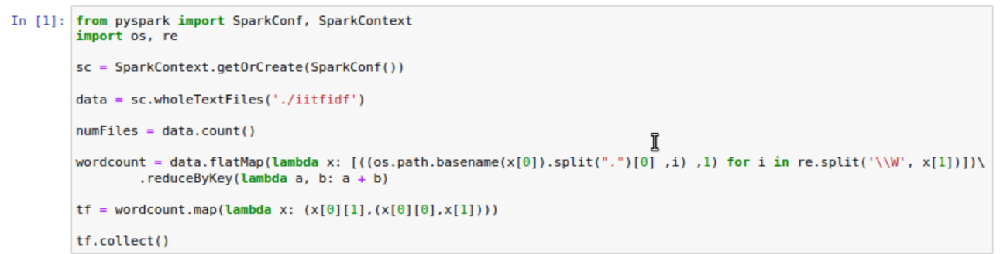 In [1]: from pyspark import SparkConf, SparkContext
import os, re
sc = SparkContext.getOrCreate(SparkConf())
data = sc.wholeTextFiles('./iitfidf')
numFiles = data.count()
wordcount = data.flatMap(lambda x: [((os.path.basename(x[0]).split(".")[0] ,i) ,1) for i in re.split('\\W', x[1])])\
.reduceByKey(lambda a, b: a + b)
tf = wordcount.map(lambda x: (x[0][1],(x[0][0],x[1])))
tf.collect()